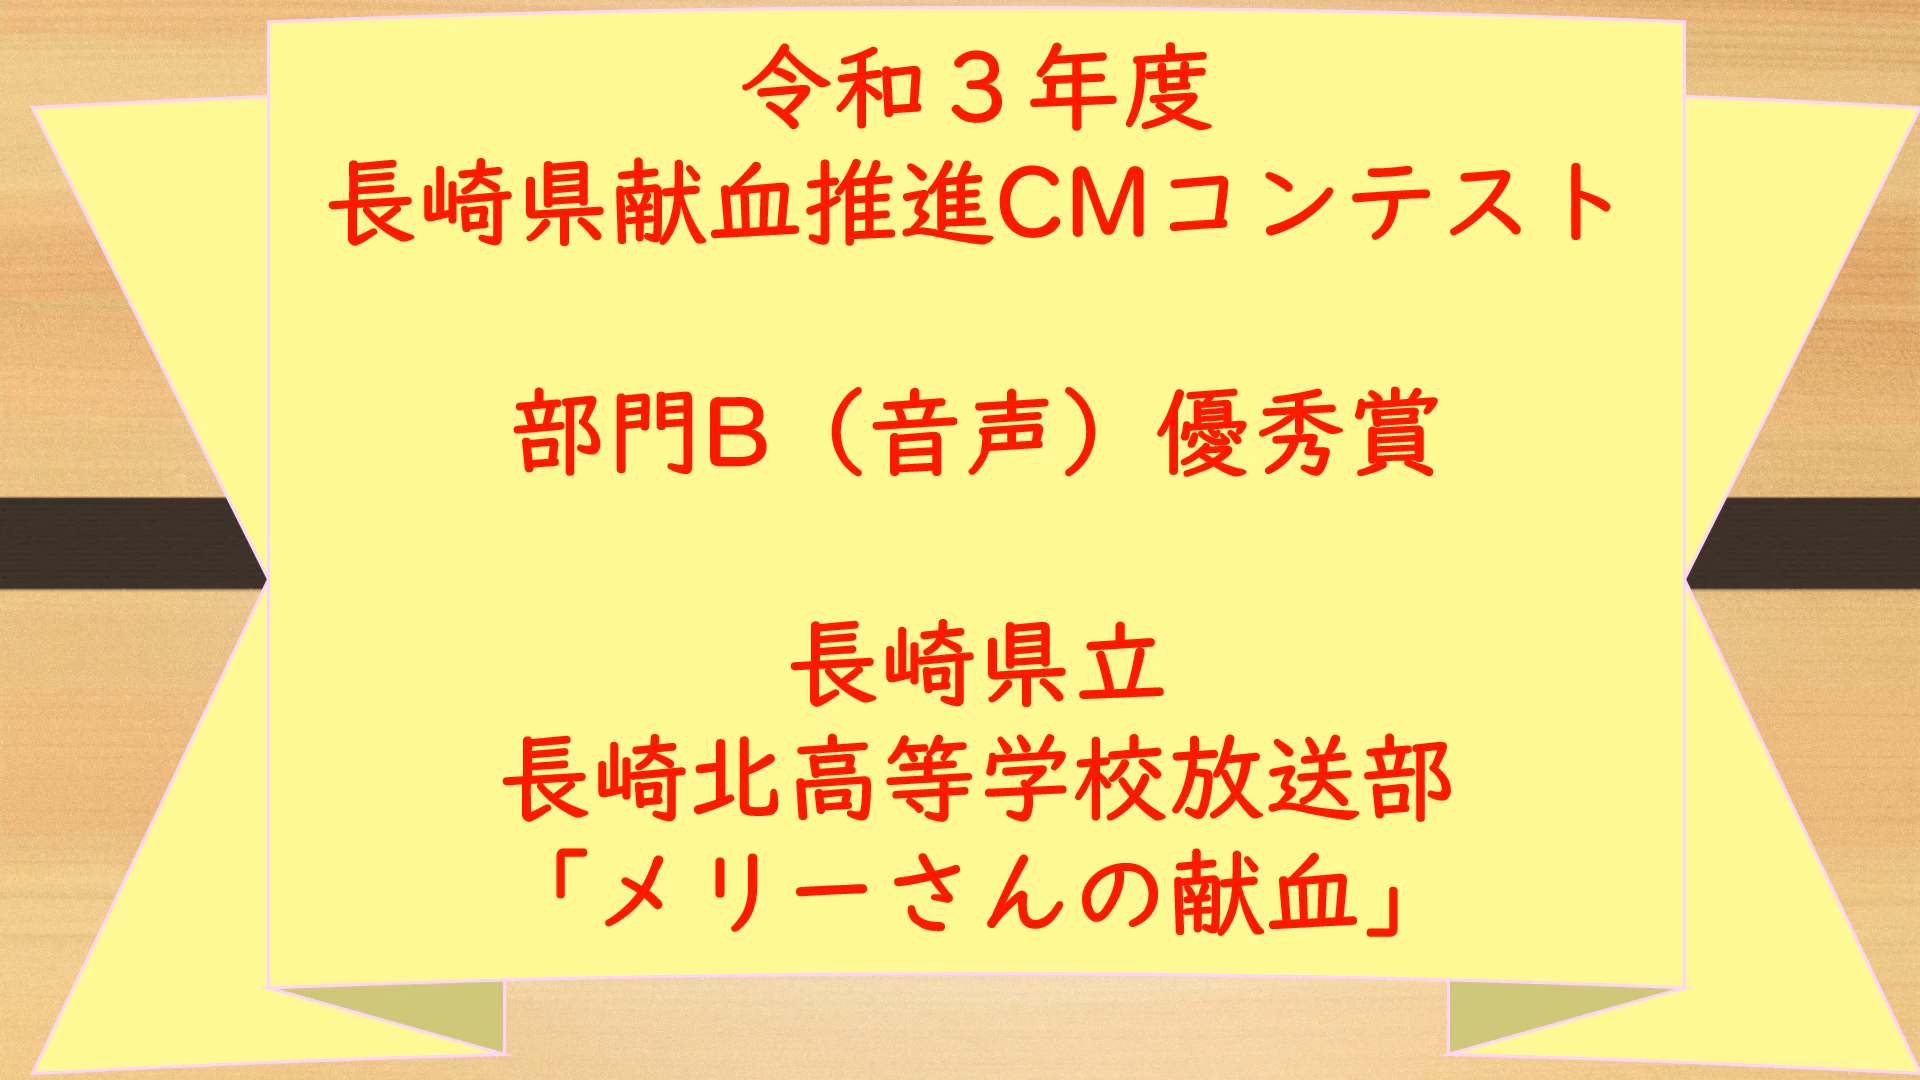 令和３年度
長崎県献血推進CMコンテスト
部門B（音声）優秀賞
長崎県立
長崎北高等学校放送部
「メリーさんの献血」